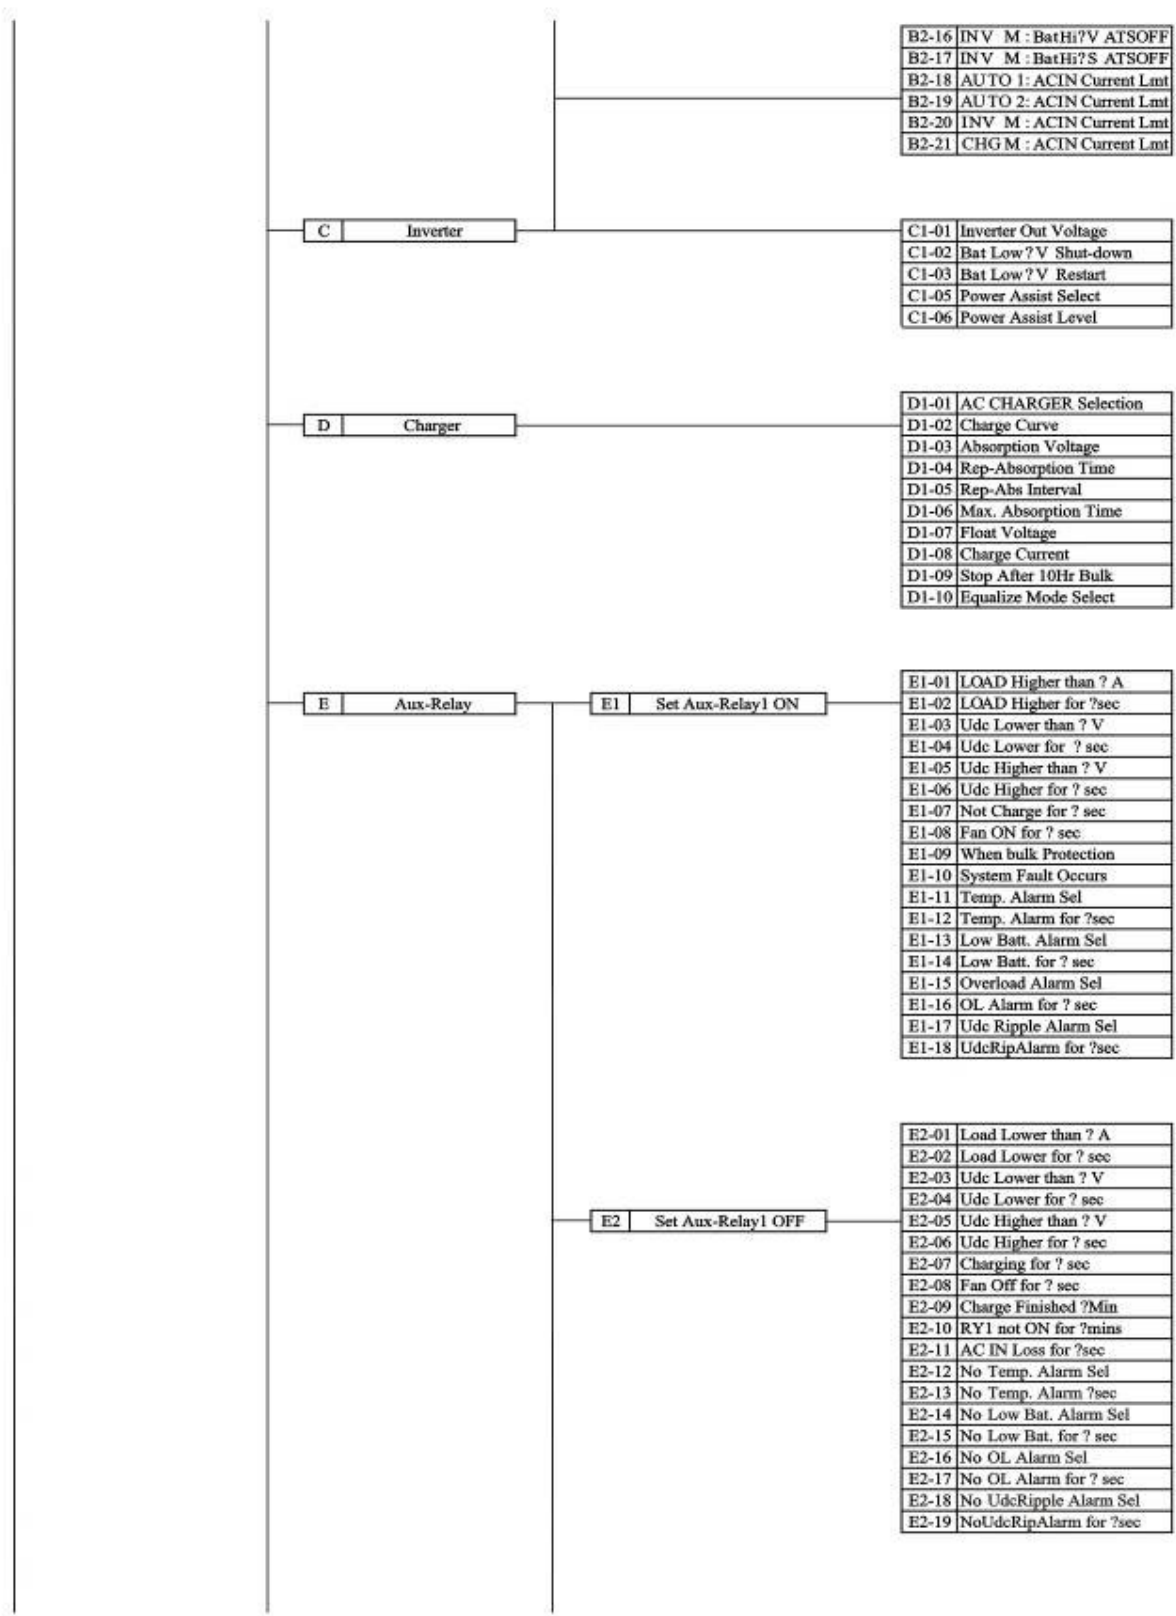 B2-16 INV M : BatHi?V ATSOFF
B2-17 INV M : BatHi?S ATSOFF
B2-18 AUTO 1: ACIN Current Lmt
B2-19 AUTO 2: ACIN Current Lmt
B2-20 INV M : ACIN Current Lmt
B2-21 CHG M : ACIN Current Lmt
C Inverter
C1-01 Inverter Out Voltage
C1-02 Bat Low?V Shut-down
C1-03 Bat Low?V Restart
C1-05 Power Assist Select
C1-06 Power Assist Level
D Charger
D1-01 AC CHARGER Selection
D1-02 Charge Curve
D1-03 Absorption Voltage
D1-04 Rep-Absorption Time
D1-05 Rep-Abs Interval
D1-06 Max. Absorption Time
D1-07 Float Voltage
D1-08 Charge Current
D1-09 Stop After 10Hr Bulk
D1-10 Equalize Mode Select
E Aux-Relay
E1 Set Aux-Relay1 ON
E1-01 LOAD Higher than ? A
E1-02 LOAD Higher for ?sec
E1-03 Udc Lower than ? V
E1-04 Udc Lower for ? sec
E1-05 Udc Higher than ? V
E1-06 Udc Higher for ? sec
E1-07 Not Charge for ? sec
E1-08 Fan ON for ? sec
E1-09 When bulk Protection
E1-10 System Fault Occurs
E1-11 Temp. Alarm Sel
E1-12 Temp. Alarm for ?sec
E1-13 Low Batt. Alarm Sel
E1-14 Low Batt. for ? sec
E1-15 Overload Alarm Sel
E1-16 OL Alarm for ? sec
E1-17 Udc Ripple Alarm Sel
E1-18 UdcRipAlarm for ?sec
E2 Set Aux-Relay1 OFF
E2-01 Load Lower than ? A
E2-02 Load Lower for ? sec
E2-03 Udc Lower than ? V
E2-04 Udc Lower for ? sec
E2-05 Udc Higher than ? V
E2-06 Udc Higher for ? sec
E2-07 Charging for ? sec
E2-08 Fan Off for ? sec
E2-09 Charge Finished ?Min
E2-10 RY1 not ON for ?mins
E2-11 AC IN Loss for ?sec
E2-12 No Temp. Alarm Sel
E2-13 No Temp. Alarm ?sec
E2-14 No Low Bat. Alarm Sel
E2-15 No Low Bat. for ? sec
E2-16 No OL Alarm Sel
E2-17 No OL Alarm for ? sec
E2-18 No UdcRipple Alarm Sel
E2-19 NoUdcRipAlarm for ?sec